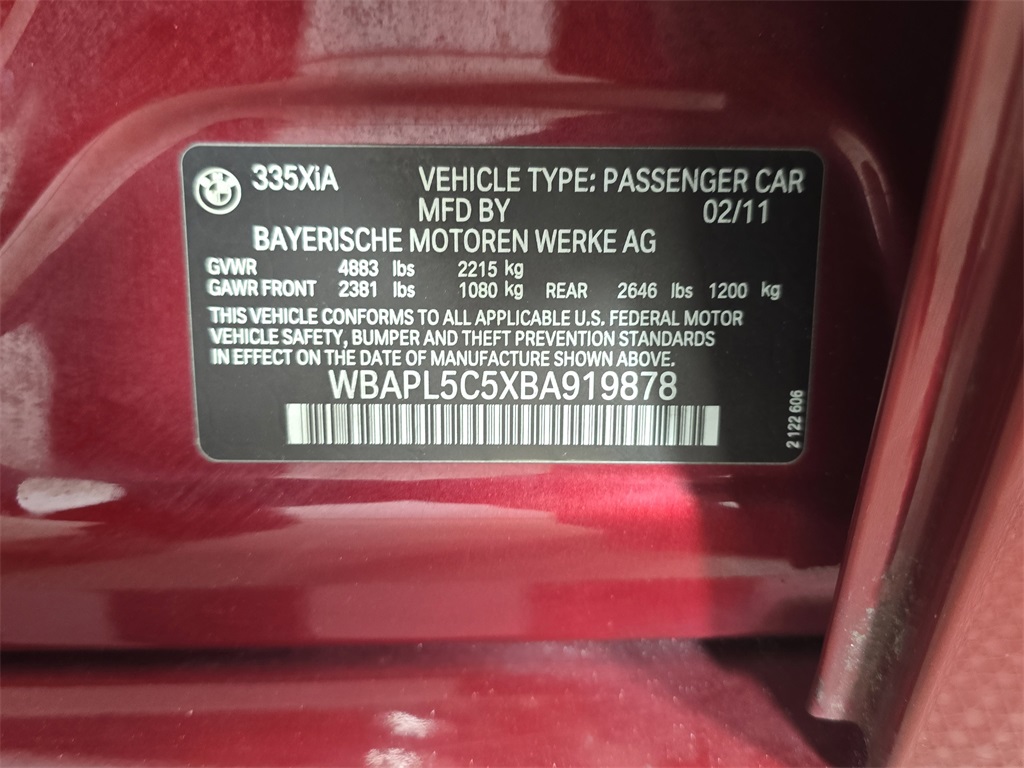 335XiA VEHICLE TYPE: PASSENGER CAR
MFD BY 02/11
BAYERISCHE MOTOREN WERKE AG
GVWR 4883 lbs 2215 kg
GAWR FRONT 2381 lbs 1080 kg REAR 2646 lbs 1200 kg
THIS VEHICLE CONFORMS TO ALL APPLICABLE U.S. FEDERAL MOTOR
VEHICLE SAFETY, BUMPER AND THEFT PREVENTION STANDARDS
IN EFFECT ON THE DATE OF MANUFACTURE SHOWN ABOVE.
WBAPL5C5XBA919878
2 122 606